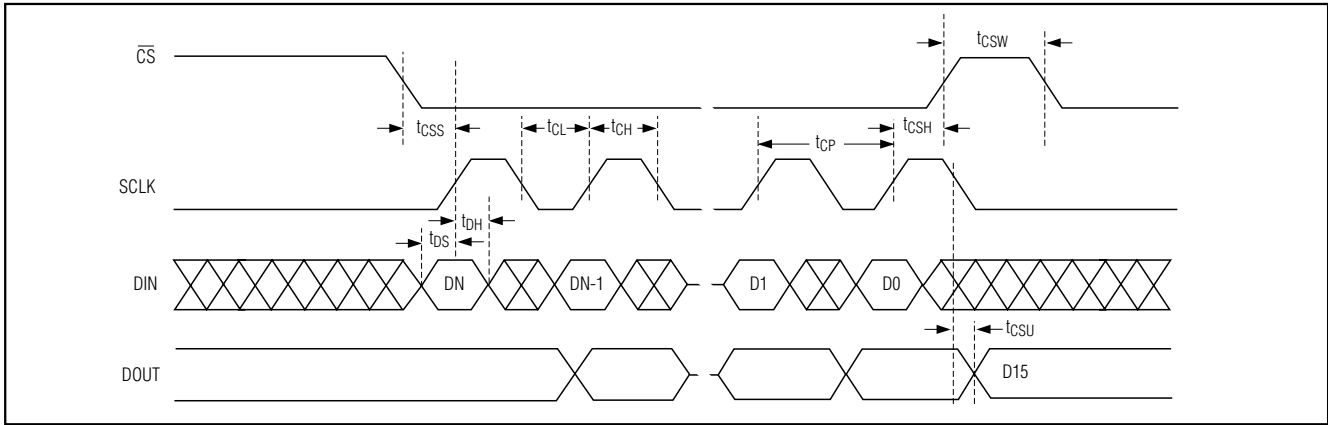 CS
tCSW
tCSS
tCL
tCH
tCSH
tCP
SCLK
tDH
tDS
DIN
DN
DN-1
D1
D0
tCSU
DOUT
D15